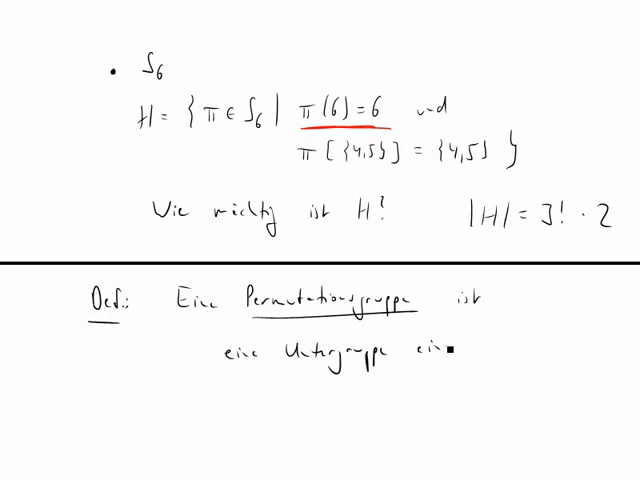 • S₆
H = { π ∈ S₆ | π(6) = 6 und
π[{4,5}] = {4,5} }
Wie mächtig ist H? |H| = 3! · 2
Def.: Eine Permutationsgruppe ist
eine Untergruppe ein